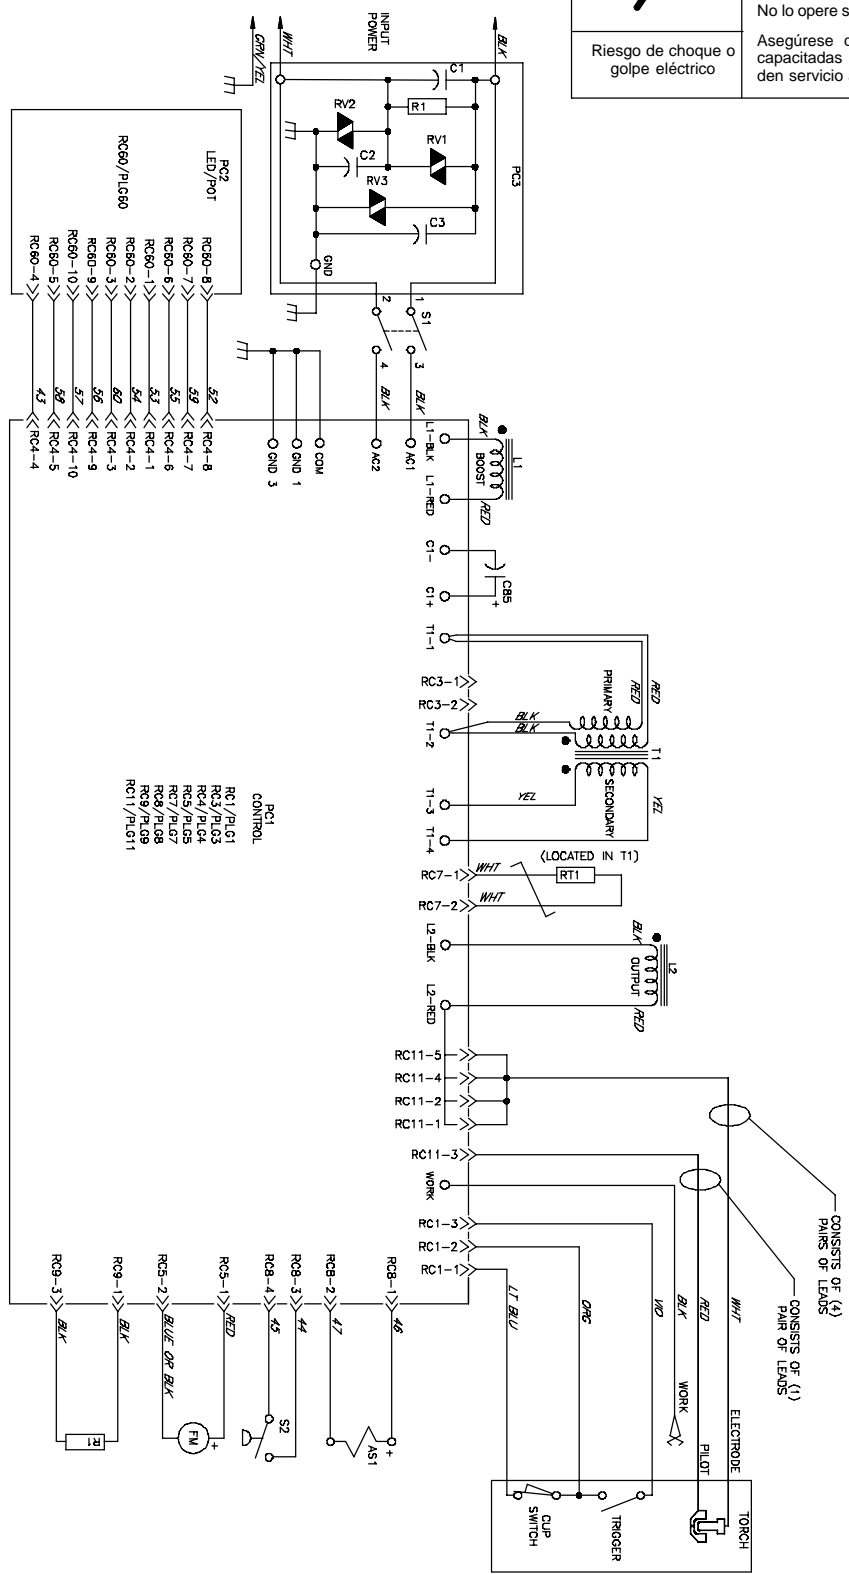 No lo opere s
Riesgo de choque o
golpe eléctrico
Asegúrese d
capacitadas
den servicio
INPUT
POWER
WHT
GRN/YEL
BLK
PC3
C1
R1
RV2
RV1
C2
RV3
C3
GND
2
1
S1
4
3
BLK
BLK
PC2
LED/POT
RC60/PLG60
RC60-8
RC60-7
RC60-6
RC60-1
RC60-2
RC60-3
RC60-9
RC60-10
RC60-5
RC60-4
52
59
55
53
54
60
56
57
58
43
RC4-8
RC4-7
RC4-6
RC4-1
RC4-2
RC4-3
RC4-9
RC4-10
RC4-5
RC4-4
GND 3
GND 1
COM
AC2
AC1
L1-BLK
BLK
L1
BOOST
L1-RED
RED
C1-
C85
+
C1+
T1-1
RED
RED
PRIMARY
RC3-1
RC3-2
T1-2
BLK
BLK
T1
SECONDARY
T1-3
YEL
YEL
T1-4
(LOCATED IN T1)
RC7-1
WHT
RT1
RC7-2
WHT
L2-BLK
BLK
L2
OUTPUT
L2-RED
RED
PC1
CONTROL
RC1/PLG1
RC3/PLG3
RC4/PLG4
RC5/PLG5
RC7/PLG7
RC8/PLG8
RC9/PLG9
RC11/PLG11
RC11-5
RC11-4
RC11-2
RC11-1
RC11-3
WORK
RC1-3
RC1-2
RC1-1
CONSISTS OF (4)
PAIRS OF LEADS
CONSISTS OF (1)
PAIR OF LEADS
LT BLU
ORG
VIO
BLK
RED
WHT
WORK
ELECTRODE
PILOT
TORCH
TRIGGER
CUP
SWITCH
RC8-1
RC8-2
RC8-3
RC8-4
RC5-1
RC5-2
RC9-1
RC9-3
46
47
44
45
RED
BLUE OR BLK
BLK
BLK
+
AS1
S2
+
FM
R1